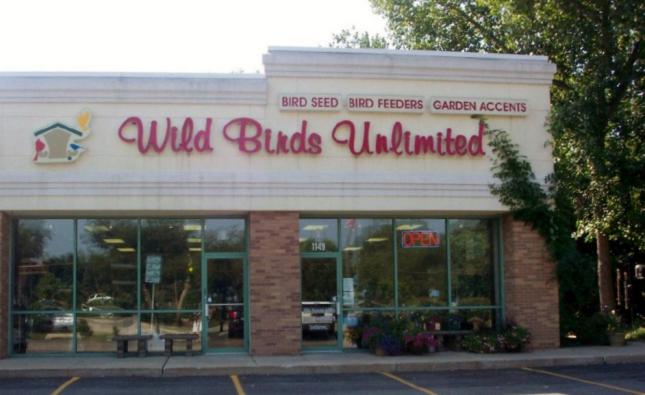 BIRD SEED BIRD FEEDERS GARDEN ACCENTS
Wild Birds Unlimited
1149
OPEN